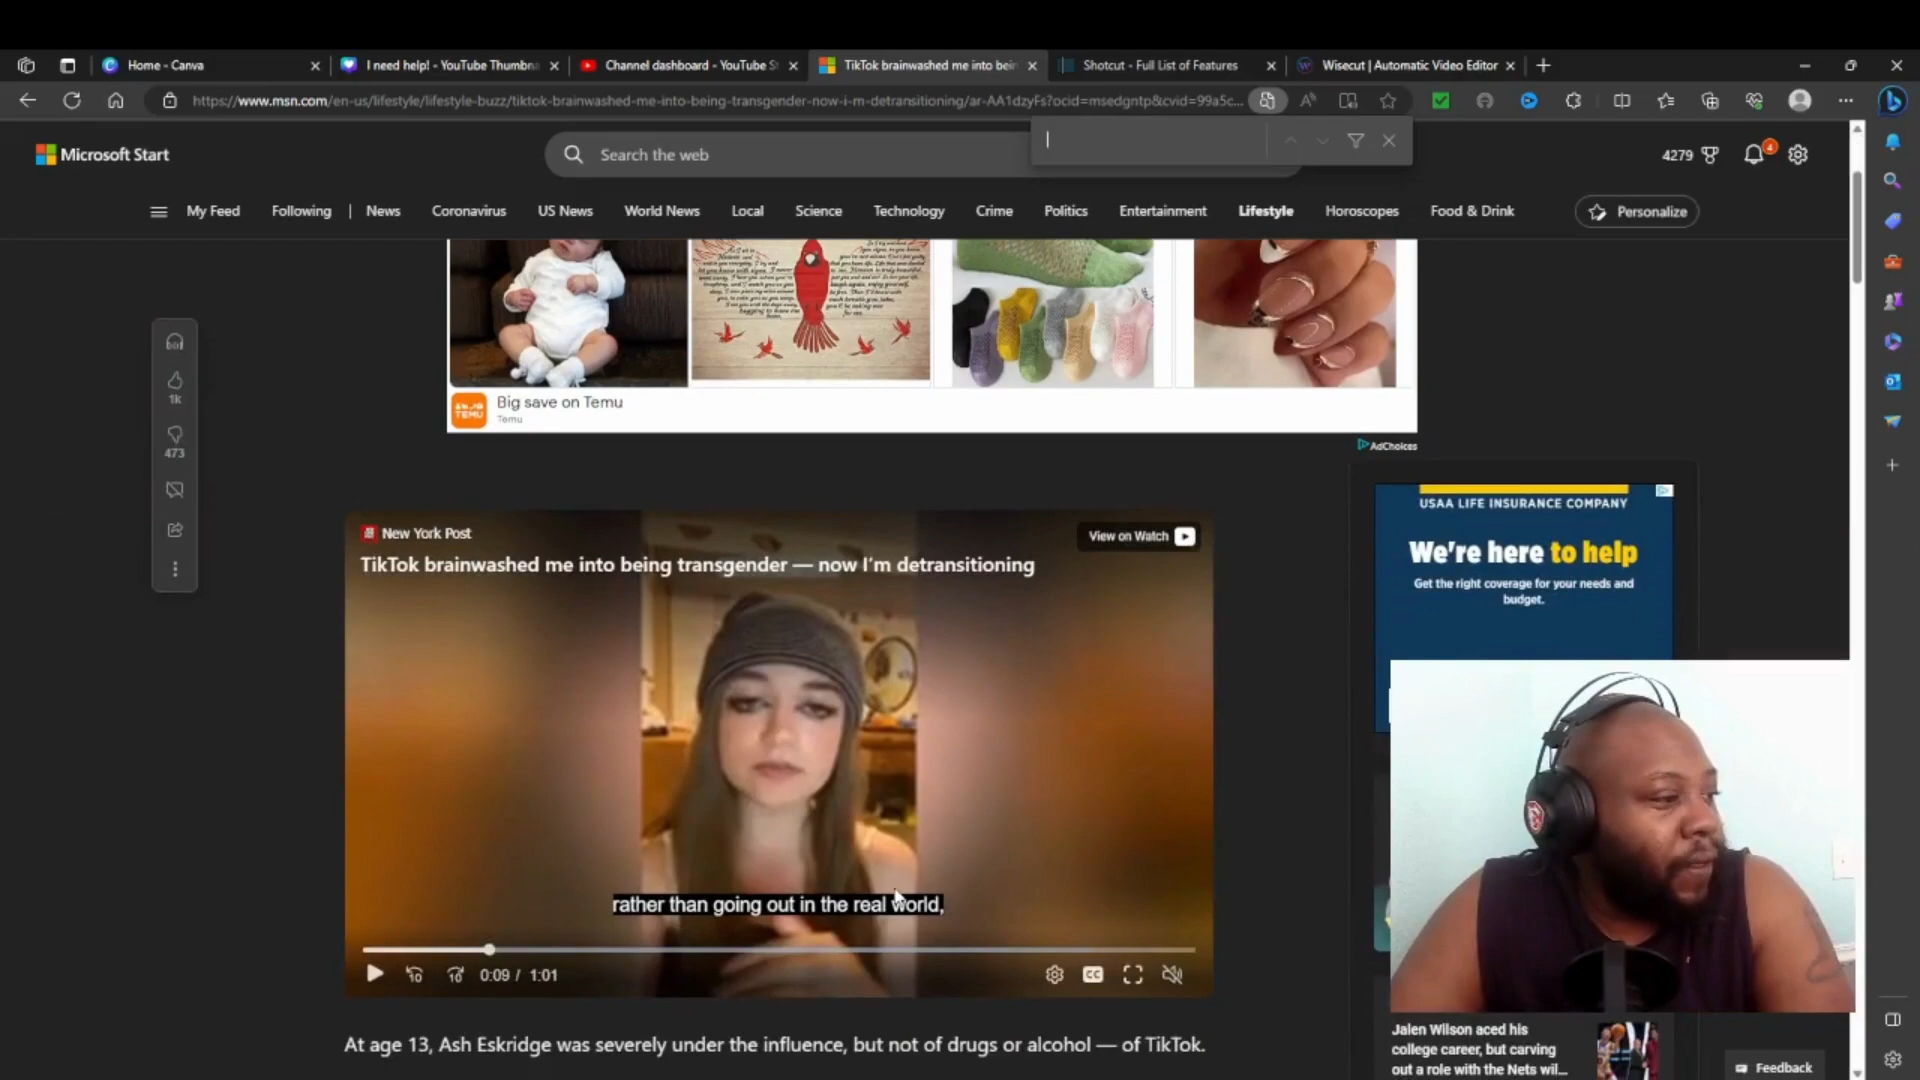 Home - Canva
I need help! - YouTube Thumbna
Channel dashboard - YouTube S
TikTok brainwashed me into bein
Shotcut - Full List of Features
Wisecut | Automatic Video Editor
https://www.msn.com/en-us/lifestyle/lifestyle-buzz/tiktok-brainwashed-me-into-being-transgender-now-i-m-detransitioning/ar-AA1dzyFs?ocid=msedgntp&cvid=99a5c...
Microsoft Start
Search the web
4279
4
My Feed
Following
News
Coronavirus
US News
World News
Local
Science
Technology
Crime
Politics
Entertainment
Lifestyle
Horoscopes
Food & Drink
Personalize
1k
473
TEMU
Big save on Temu
Temu
AdChoices
New York Post
View on Watch
TikTok brainwashed me into being transgender — now I'm detransitioning
rather than going out in the real world,
10
10
0:09 / 1:01
CC
USAA LIFE INSURANCE COMPANY
We're here to help
Get the right coverage for your needs and
budget.
At age 13, Ash Eskridge was severely under the influence, but not of drugs or alcohol — of TikTok.
Jalen Wilson aced his
college career, but carving
out a role with the Nets wil...
Feedback